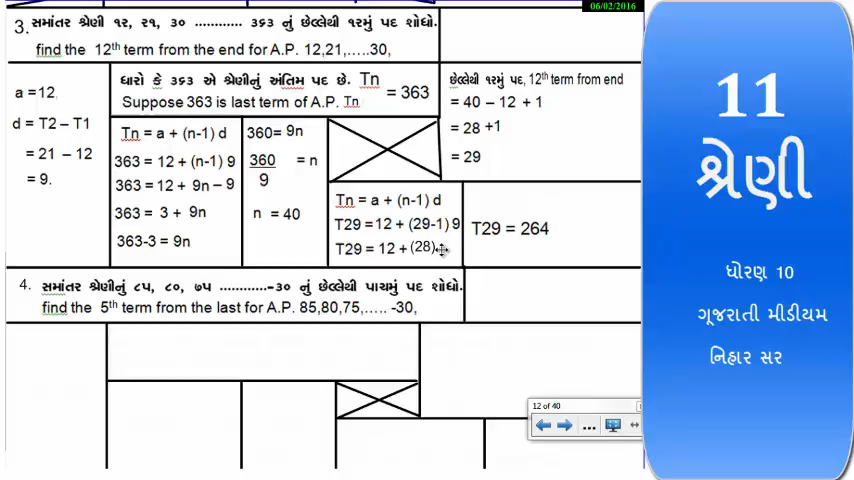 06/02/2016
3. સમાંતર શ્રેણી ૧૨, ૨૧, ૩૦ ............ ૩૬૩ નું છેલ્લેથી ૧૨મું પદ શોધો.
find the 12th term from the end for A.P. 12,21,....30,
a =12,
d = T2 – T1
= 21 – 12
= 9.
ધારો કે ૩૬૩ એ શ્રેણીનું અંતિમ પદ છે. Tn = 363
Suppose 363 is last term of A.P. Tn
Tn = a + (n-1) d
363 = 12 + (n-1) 9
363 = 12 + 9n – 9
363 = 3 + 9n
363-3 = 9n
360= 9n
360
9
= n
n = 40
છેલ્લેથી ૧૨મું પદ, 12th term from end
= 40 – 12 + 1
= 28 +1
= 29
Tn = a + (n-1) d
T29 = 12 + (29-1) 9
T29 = 12 + (28)
T29 = 264
4. સમાંતર શ્રેણીનું ૮૫, ૮૦, ૭૫ ............-૩૦ નું છેલ્લેથી પાચમું પદ શોધો.
find the 5th term from the last for A.P. 85,80,75,.... -30,
12 of 40
11
શ્રેણી
ધોરણ 10
ગૂજરાતી મીડીયમ
નિહાર સર